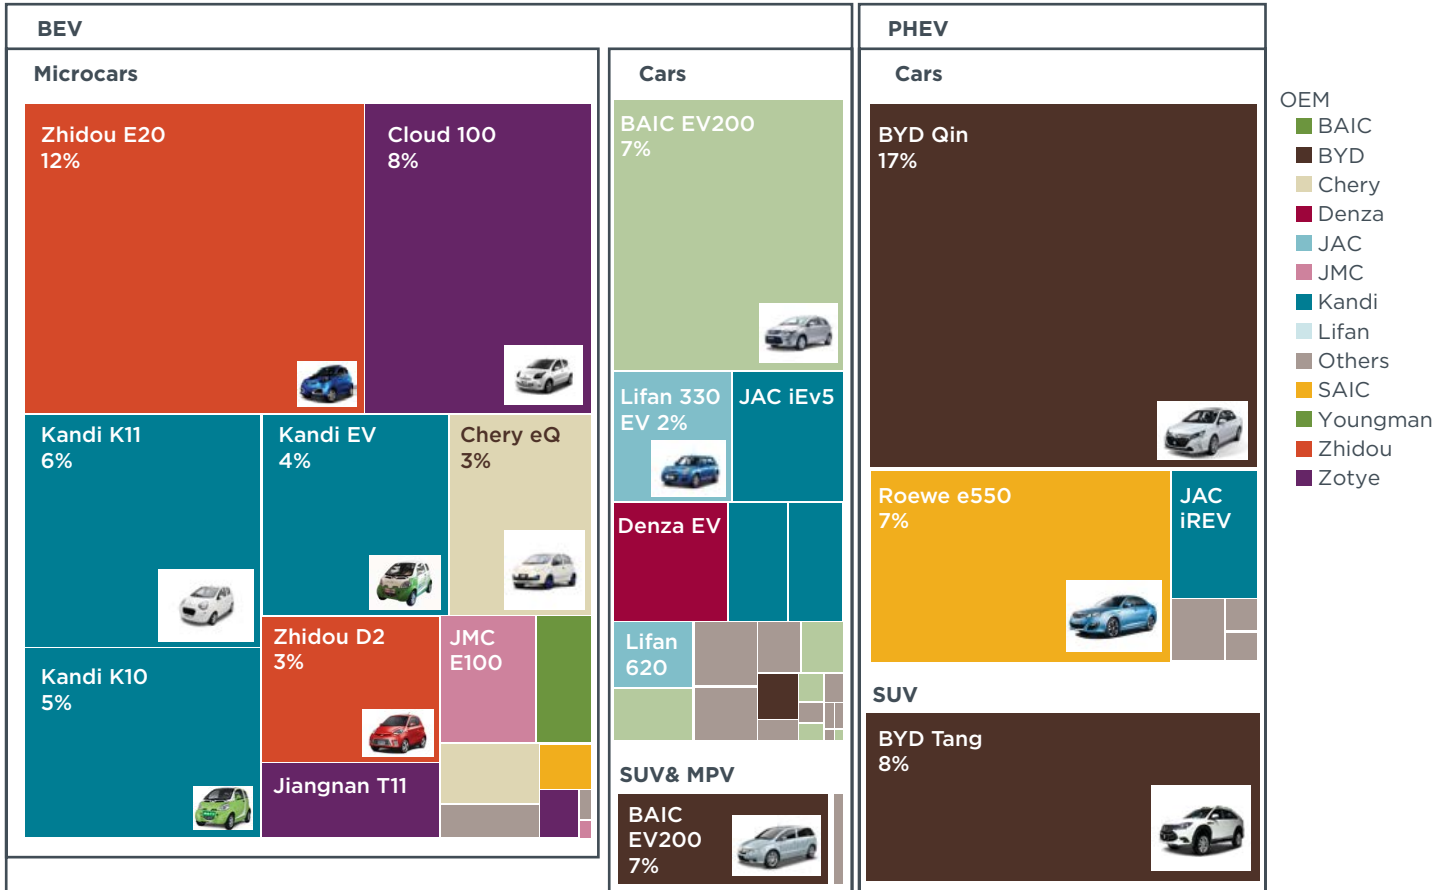 BEV
Microcars
Zhidou E20
12%
Cloud 100
8%
Kandi K11
6%
Kandi EV
4%
Chery eQ
3%
Kandi K10
5%
Zhidou D2
3%
JMC
E100
Jiangnan T11
Cars
BAIC EV200
7%
Lifan 330
EV 2%
JAC iEv5
Denza EV
Lifan
620
SUV& MPV
BAIC
EV200
7%
PHEV
Cars
BYD Qin
17%
Roewe e550
7%
JAC
iREV
SUV
BYD Tang
8%
OEM
BAIC
BYD
Chery
Denza
JAC
JMC
Kandi
Lifan
Others
SAIC
Youngman
Zhidou
Zotye